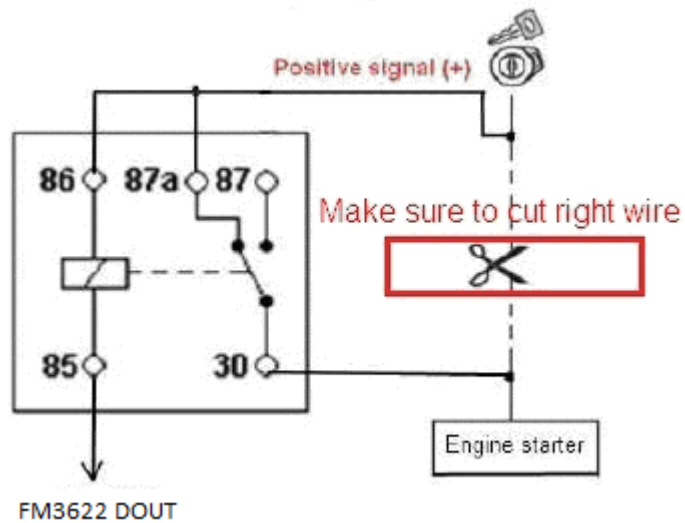 Positive signal (+)
86 87a 87
Make sure to cut right wire
85 30
Engine starter
FM3622 DOUT